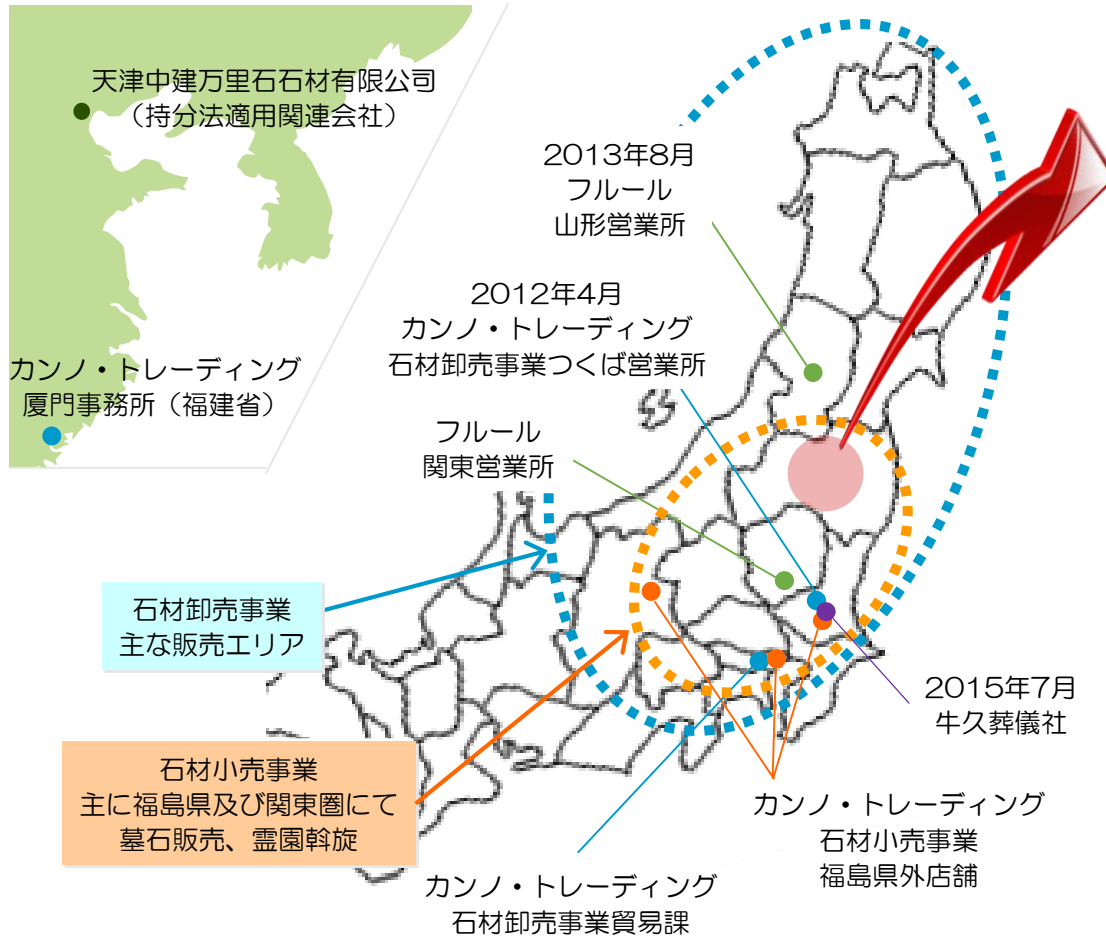 天津中建万里石石材有限公司
（持分法適用関連会社）
カンノ・トレーディング
厦門事務所（福建省）
2013年8月
フルール
山形営業所
2012年4月
カンノ・トレーディング
石材卸売事業つくば営業所
フルール
関東営業所
石材卸売事業
主な販売エリア
石材小売事業
主に福島県及び関東圏にて
墓石販売、霊園斡旋
2015年7月
牛久葬儀社
カンノ・トレーディング
石材小売事業
福島県外店舗
カンノ・トレーディング
石材卸売事業貿易課